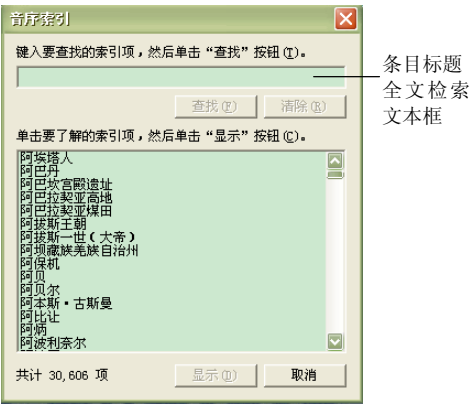 音序索引
键入要查找的索引项，然后单击“查找”按钮(T)。
条目标题
全文检索
文本框
查找(F) 清除(R)
单击要了解的索引项，然后单击“显示”按钮(C)。
阿埃塔人
阿巴丹
阿巴坎宫殿遗址
阿巴拉契亚高地
阿巴拉契亚煤田
阿拔斯王朝
阿拔斯一世(大帝)
阿坝藏族羌族自治州
阿保机
阿贝
阿贝尔
阿本斯·古斯曼
阿比让
阿炳
阿波利奈尔
共计 30,606 项 显示(D) 取消